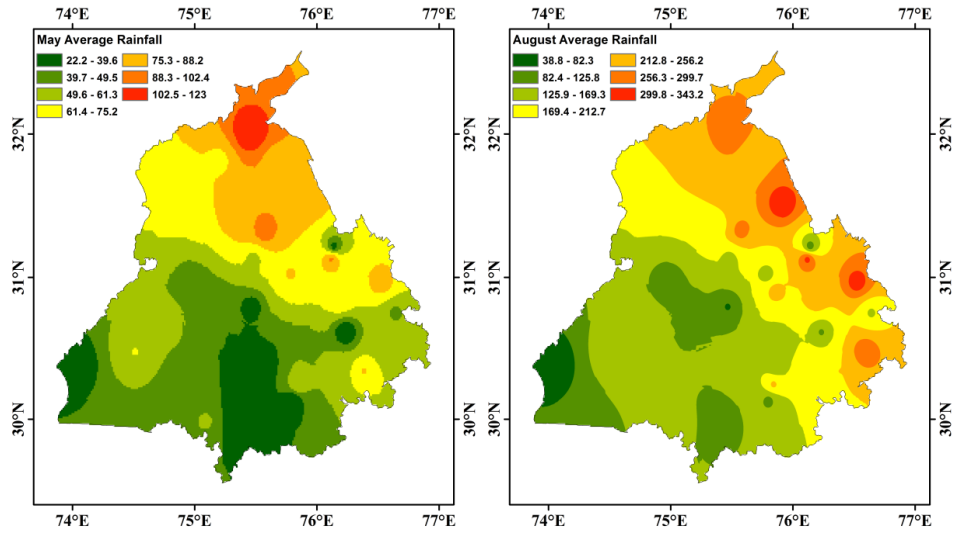 74°E 75°E 76°E 77°E
May Average Rainfall
22.2 - 39.6 75.3 - 88.2
39.7 - 49.5 88.3 - 102.4
49.6 - 61.3 102.5 - 123
61.4 - 75.2
32°N 32°N
31°N 31°N
30°N 30°N
74°E 75°E 76°E 77°E
74°E 75°E 76°E 77°E
August Average Rainfall
38.8 - 82.3 212.8 - 256.2
82.4 - 125.8 256.3 - 299.7
125.9 - 169.3 299.8 - 343.2
169.4 - 212.7
32°N 32°N
31°N 31°N
30°N 30°N
74°E 75°E 76°E 77°E